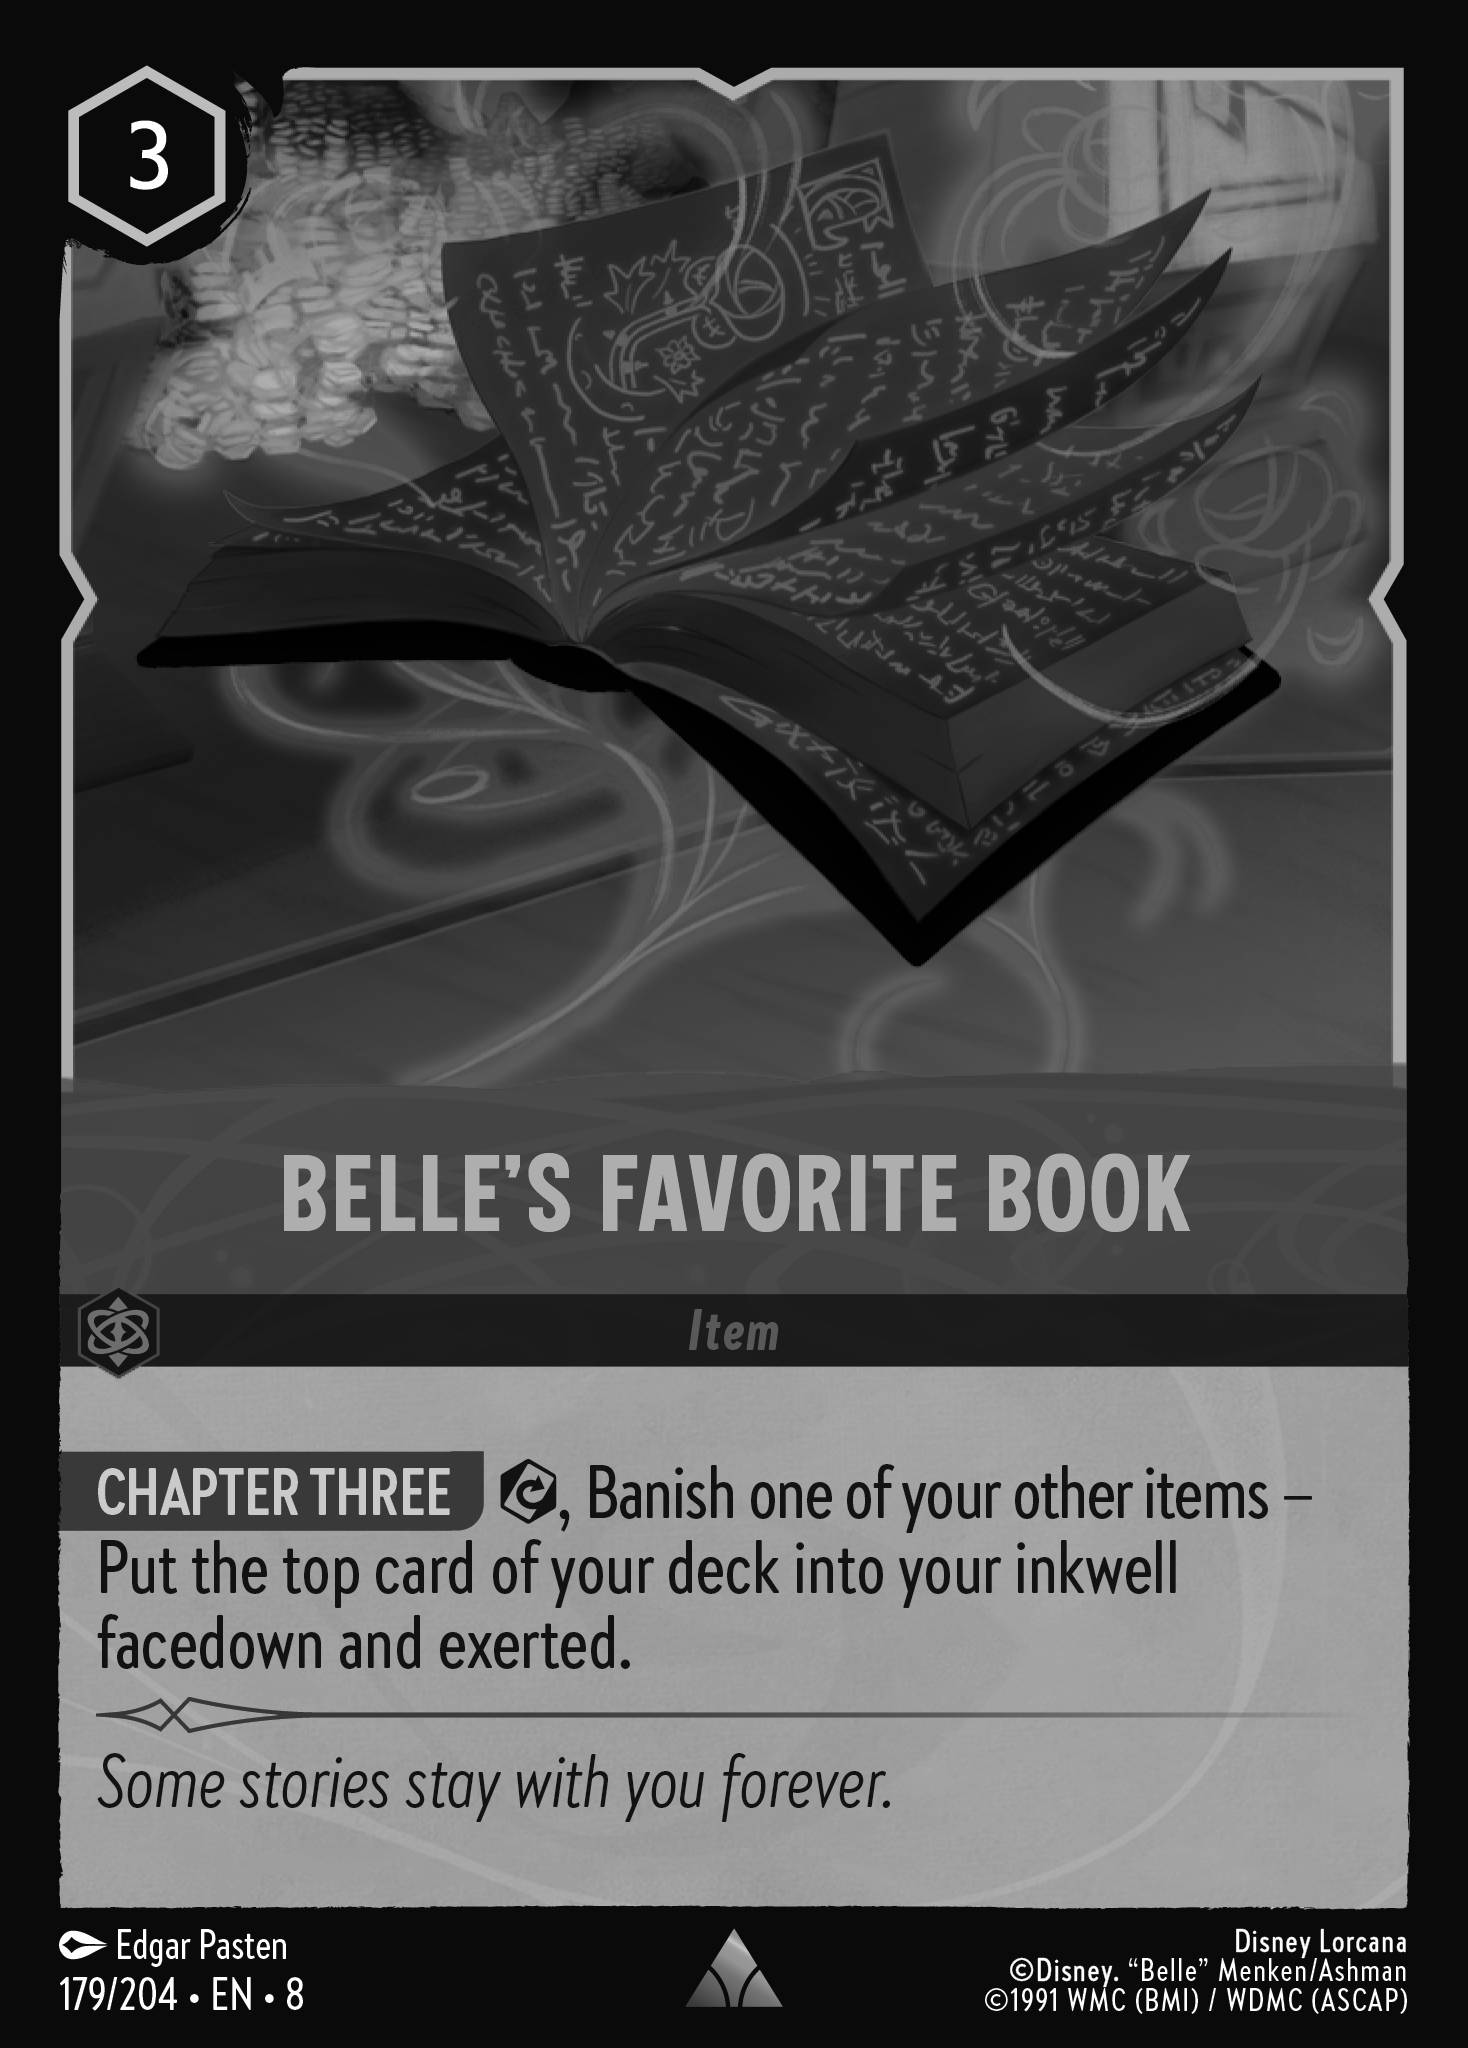 3
BELLE’S FAVORITE BOOK
Item
CHAPTER THREE , Banish one of your other items –
Put the top card of your deck into your inkwell
facedown and exerted.
Some stories stay with you forever.
Edgar Pasten
179/204 • EN • 8
Disney Lorcana
©Disney. “Belle” Menken/Ashman
©1991 WMC (BMI) / WDMC (ASCAP)